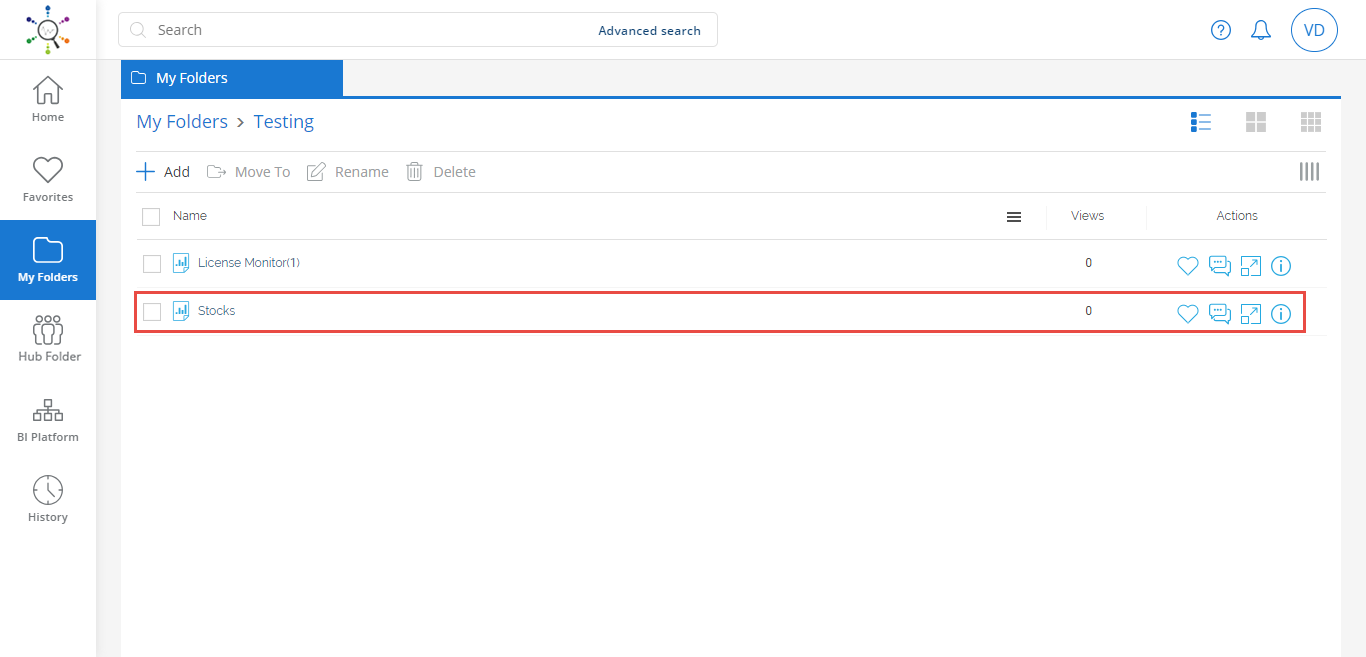 Search
Advanced search
VD
My Folders
Home
My Folders > Testing
Add Move To Rename Delete
Favorites
Name Views Actions
My Folders
License Monitor(1) 0
Stocks 0
Hub Folder
BI Platform
History